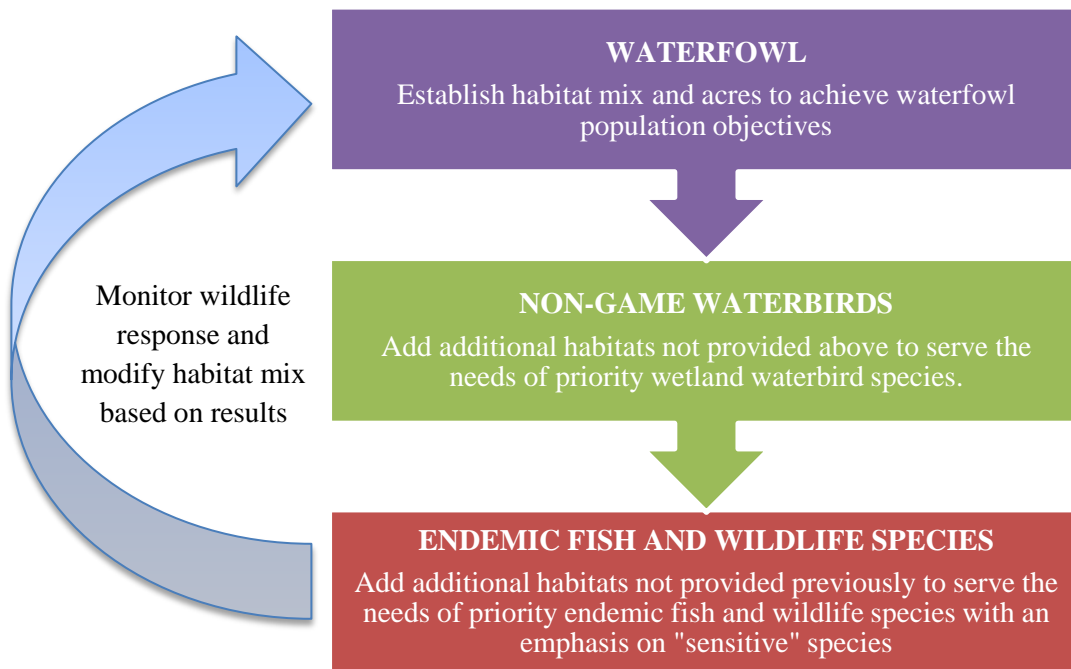 WATERFOWL
Establish habitat mix and acres to achieve waterfowl
population objectives
NON-GAME WATERBIRDS
Add additional habitats not provided above to serve the
needs of priority wetland waterbird species.
Monitor wildlife
response and
modify habitat mix
based on results
ENDEMIC FISH AND WILDLIFE SPECIES
Add additional habitats not provided previously to serve the
needs of priority endemic fish and wildlife species with an
emphasis on "sensitive" species